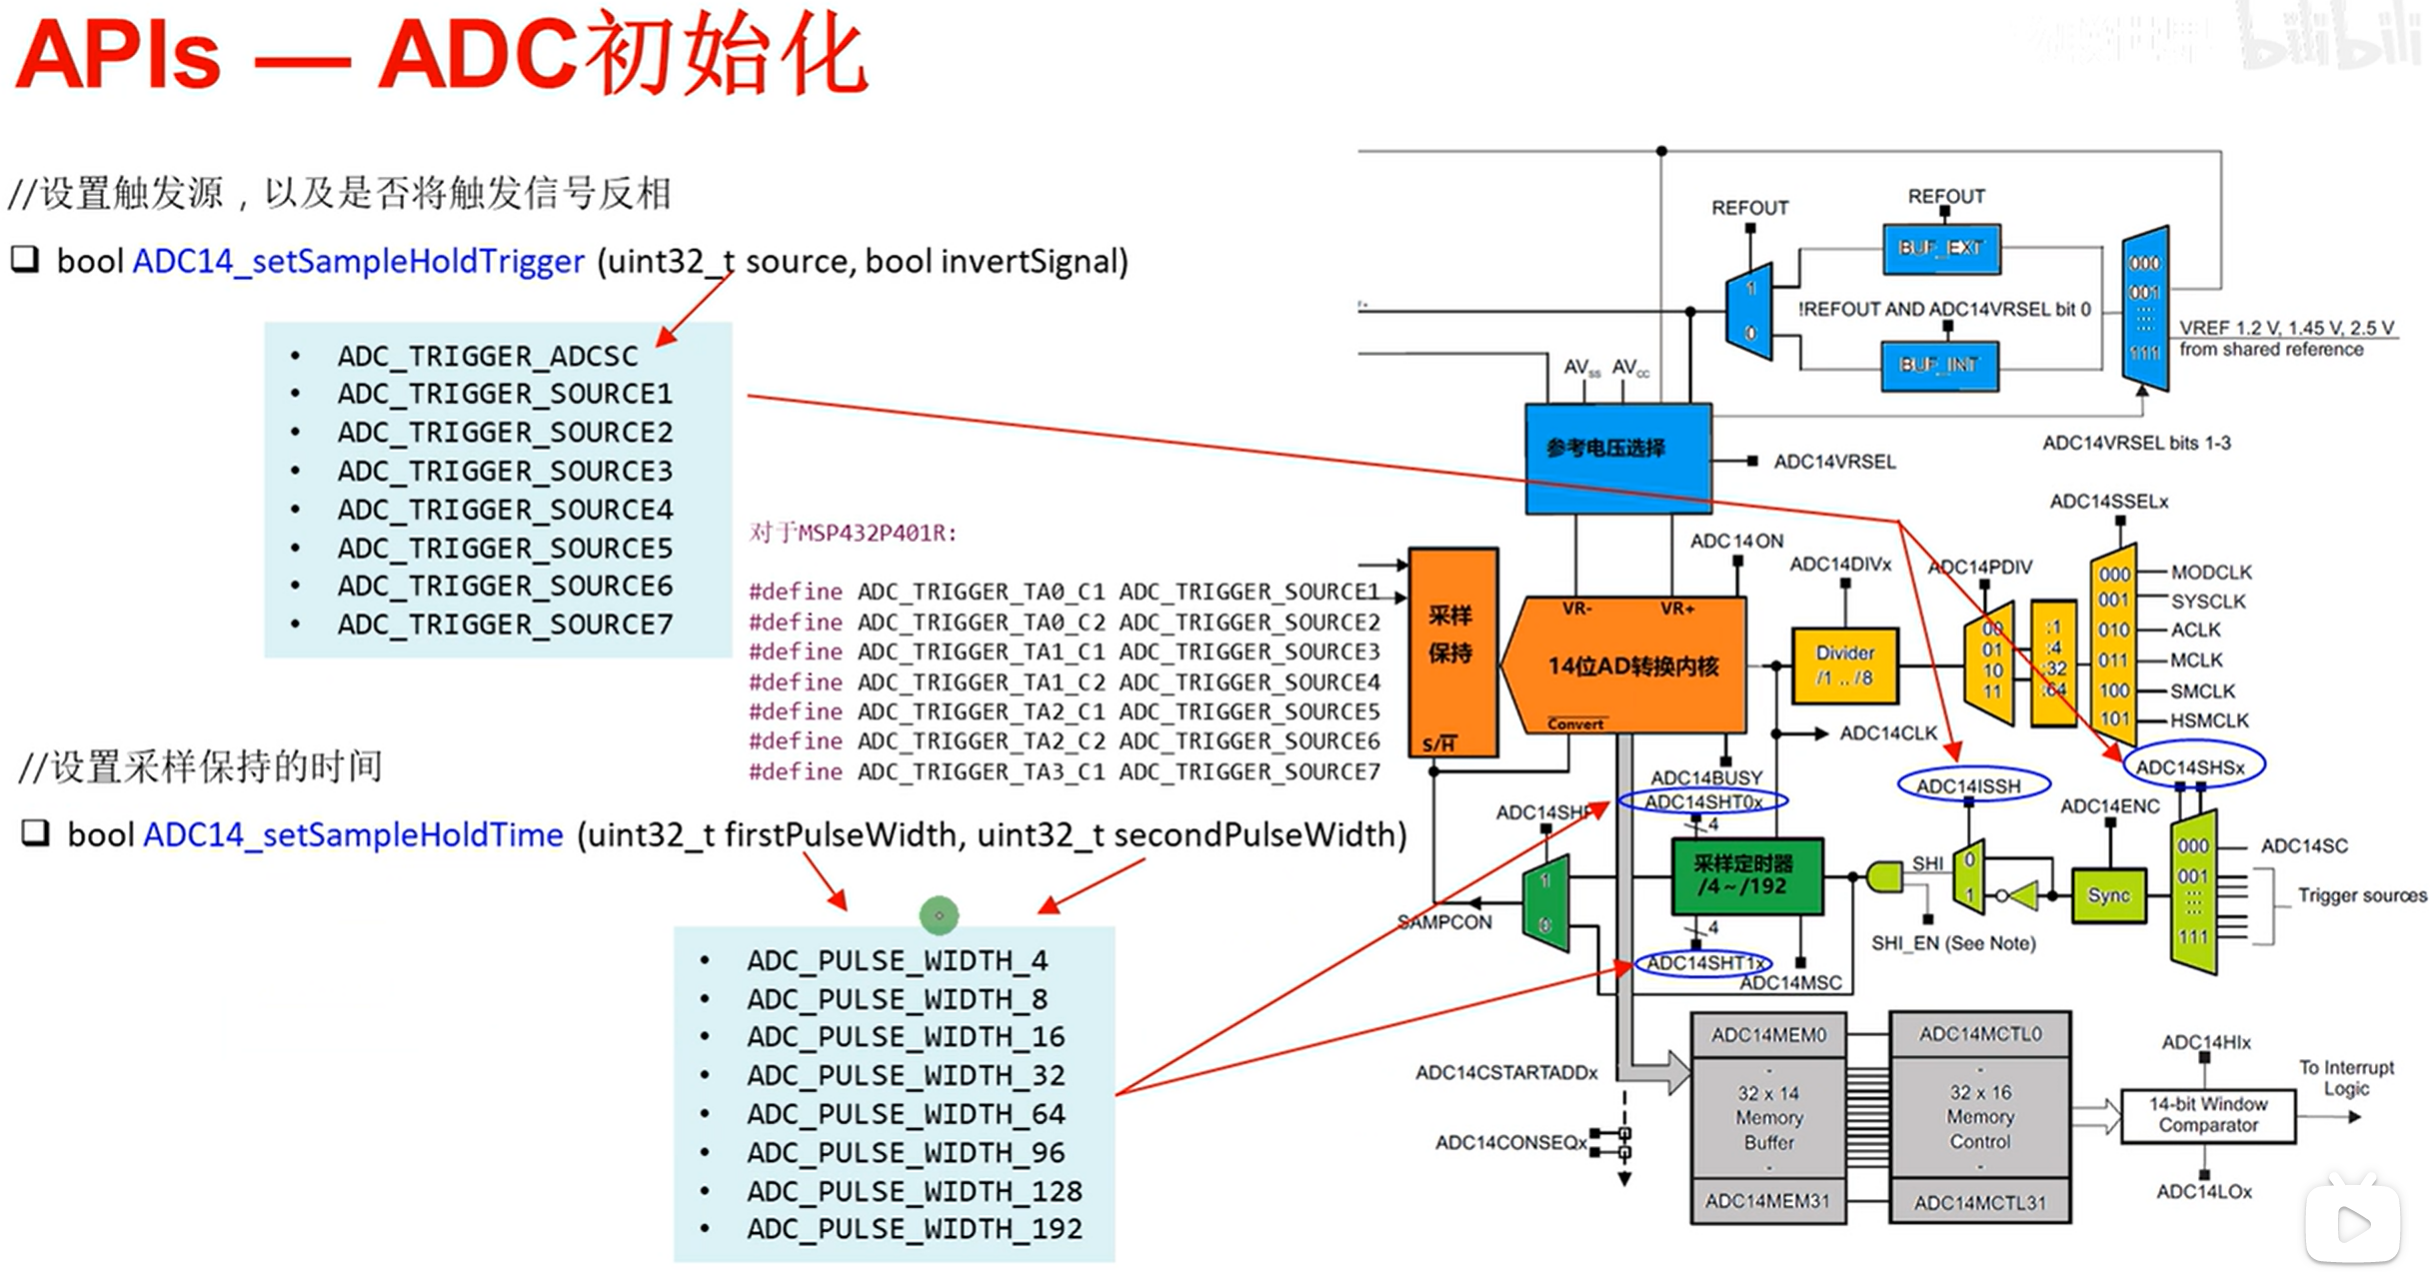 APIs — ADC初始化
bilibili
//设置触发源，以及是否将触发信号反相
❑ bool ADC14_setSampleHoldTrigger (uint32_t source, bool invertSignal)
• ADC_TRIGGER_ADCSC
• ADC_TRIGGER_SOURCE1
• ADC_TRIGGER_SOURCE2
• ADC_TRIGGER_SOURCE3
• ADC_TRIGGER_SOURCE4
• ADC_TRIGGER_SOURCE5
• ADC_TRIGGER_SOURCE6
• ADC_TRIGGER_SOURCE7
对于MSP432P401R:
#define ADC_TRIGGER_TA0_C1 ADC_TRIGGER_SOURCE1
#define ADC_TRIGGER_TA0_C2 ADC_TRIGGER_SOURCE2
#define ADC_TRIGGER_TA1_C1 ADC_TRIGGER_SOURCE3
#define ADC_TRIGGER_TA1_C2 ADC_TRIGGER_SOURCE4
#define ADC_TRIGGER_TA2_C1 ADC_TRIGGER_SOURCE5
#define ADC_TRIGGER_TA2_C2 ADC_TRIGGER_SOURCE6
#define ADC_TRIGGER_TA3_C1 ADC_TRIGGER_SOURCE7
//设置采样保持的时间
❑ bool ADC14_setSampleHoldTime (uint32_t firstPulseWidth, uint32_t secondPulseWidth)
• ADC_PULSE_WIDTH_4
• ADC_PULSE_WIDTH_8
• ADC_PULSE_WIDTH_16
• ADC_PULSE_WIDTH_32
• ADC_PULSE_WIDTH_64
• ADC_PULSE_WIDTH_96
• ADC_PULSE_WIDTH_128
• ADC_PULSE_WIDTH_192
REFOUT
REFOUT
BUF_EXT
1
0
!REFOUT AND ADC14VRSEL bit 0
BUF_INT
000
001
111
VREF 1.2 V, 1.45 V, 2.5 V
from shared reference
AVss AVcc
参考电压选择
ADC14VRSEL
ADC14VRSEL bits 1-3
ADC14SSELx
ADC14ON
ADC14DIVx
ADC14PDIV
采样
保持
S/H
VR-
VR+
14位AD转换内核
Convert
Divider
/1 .. /8
00
01
10
11
:1
:4
:32
:64
000
001
010
011
100
101
MODCLK
SYSCLK
ACLK
MCLK
SMCLK
HSMCLK
ADC14CLK
ADC14BUSY
ADC14SHT0x
ADC14ISSH
ADC14SHSx
ADC14SHP
4
ADC14ENC
采样定时器
/4~/192
1
0
SHI
0
1
Sync
000
001
111
ADC14SC
Trigger sources
SAMPCON
4
SHI_EN (See Note)
ADC14SHT1x
ADC14MSC
ADC14CSTARTADDx
ADC14CONSEQx
ADC14MEM0
32 x 14
Memory
Buffer
ADC14MEM31
ADC14MCTL0
32 x 16
Memory
Control
ADC14MCTL31
ADC14HIx
14-bit Window
Comparator
ADC14LOx
To Interrupt
Logic